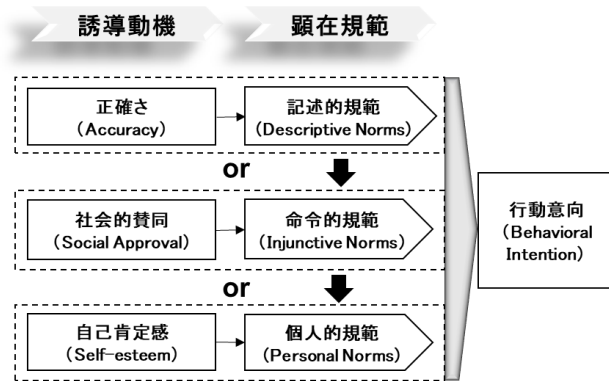 誘導動機
顕在規範
正確さ
(Accuracy)
記述的規範
(Descriptive Norms)
or
社会的賛同
(Social Approval)
命令的規範
(Injunctive Norms)
or
自己肯定感
(Self-esteem)
個人的規範
(Personal Norms)
行動意向
(Behavioral
Intention)